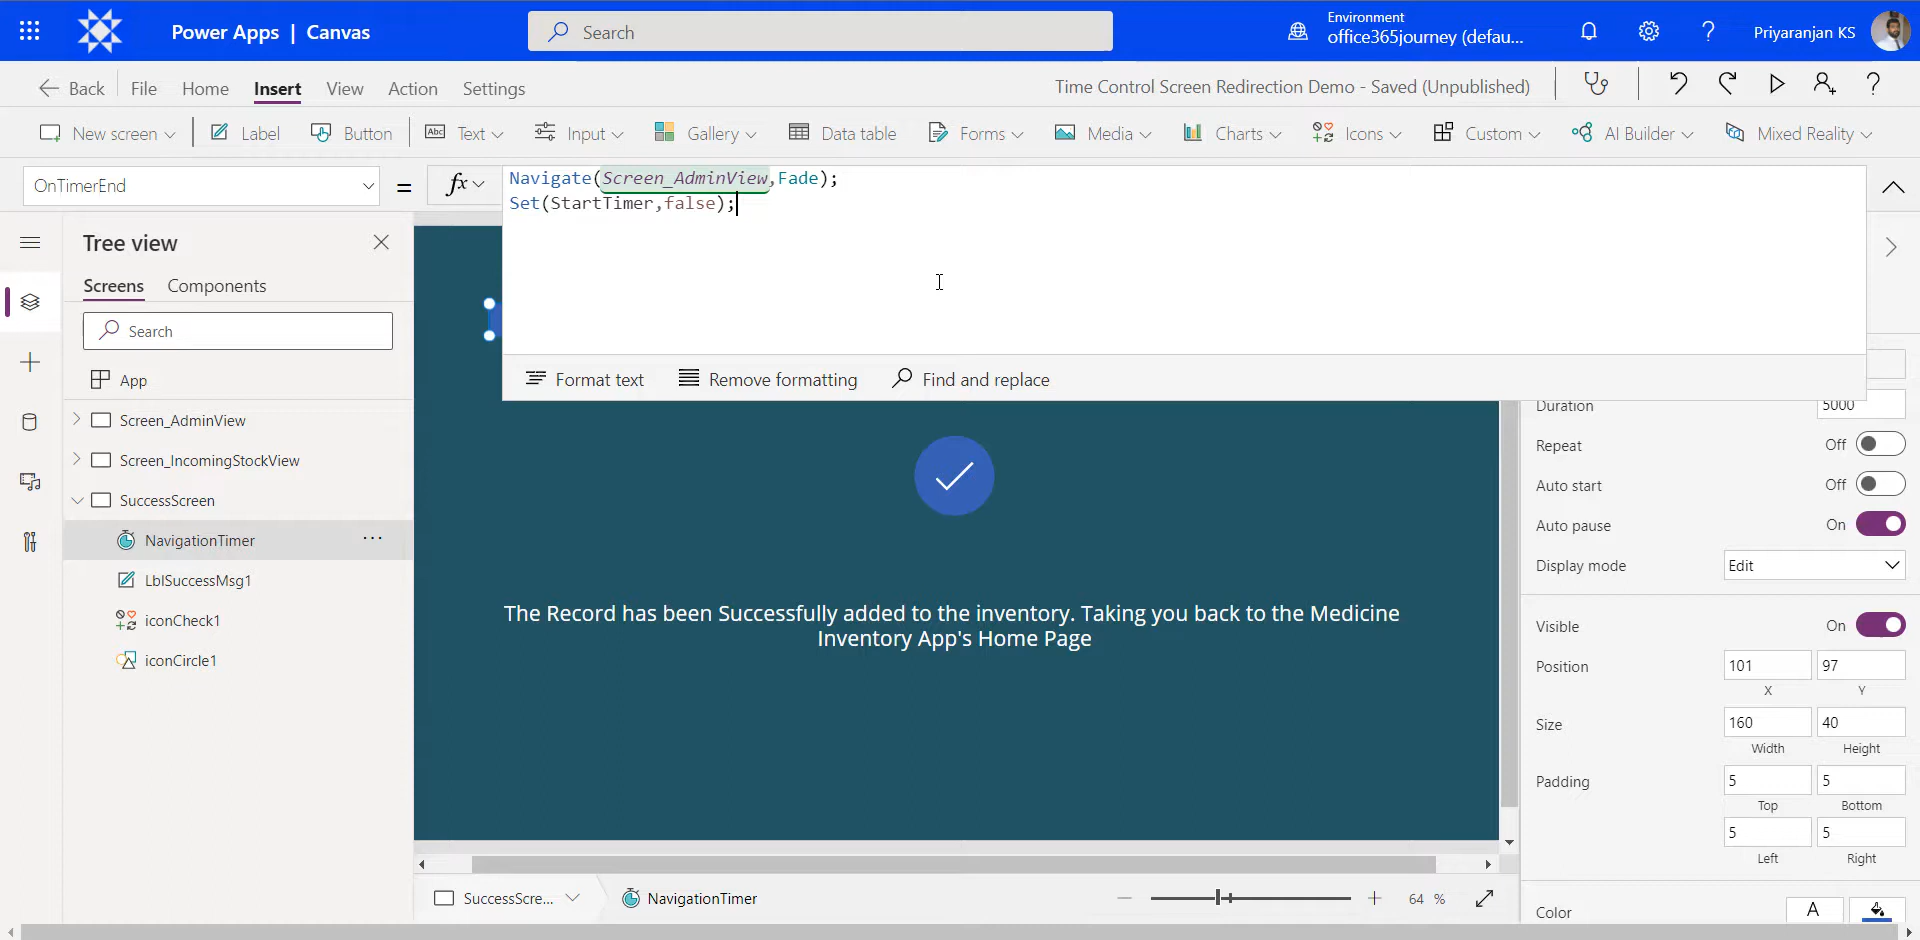 Power Apps | Canvas
Search
Environment
office365journey (defau...
Priyaranjan KS
Back
File
Home
Insert
View
Action
Settings
Time Control Screen Redirection Demo - Saved (Unpublished)
New screen
Label
Button
Abc Text
Input
Gallery
Data table
Forms
Media
Charts
Icons
Custom
AI Builder
Mixed Reality
OnTimerEnd
=
fx
Navigate(Screen_AdminView,Fade);
Set(StartTimer,false);
Format text
Remove formatting
Find and replace
Tree view
Screens
Components
Search
App
Screen_AdminView
Screen_IncomingStockView
SuccessScreen
NavigationTimer
...
LblSuccessMsg1
iconCheck1
iconCircle1
The Record has been Successfully added to the inventory. Taking you back to the Medicine
Inventory App's Home Page
Duration
5000
Repeat
Off
Auto start
Off
Auto pause
On
Display mode
Edit
Visible
On
Position
101
97
X
Y
Size
160
40
Width
Height
Padding
5
5
Top
Bottom
5
5
Left
Right
Color
A
SuccessScre...
NavigationTimer
64 %